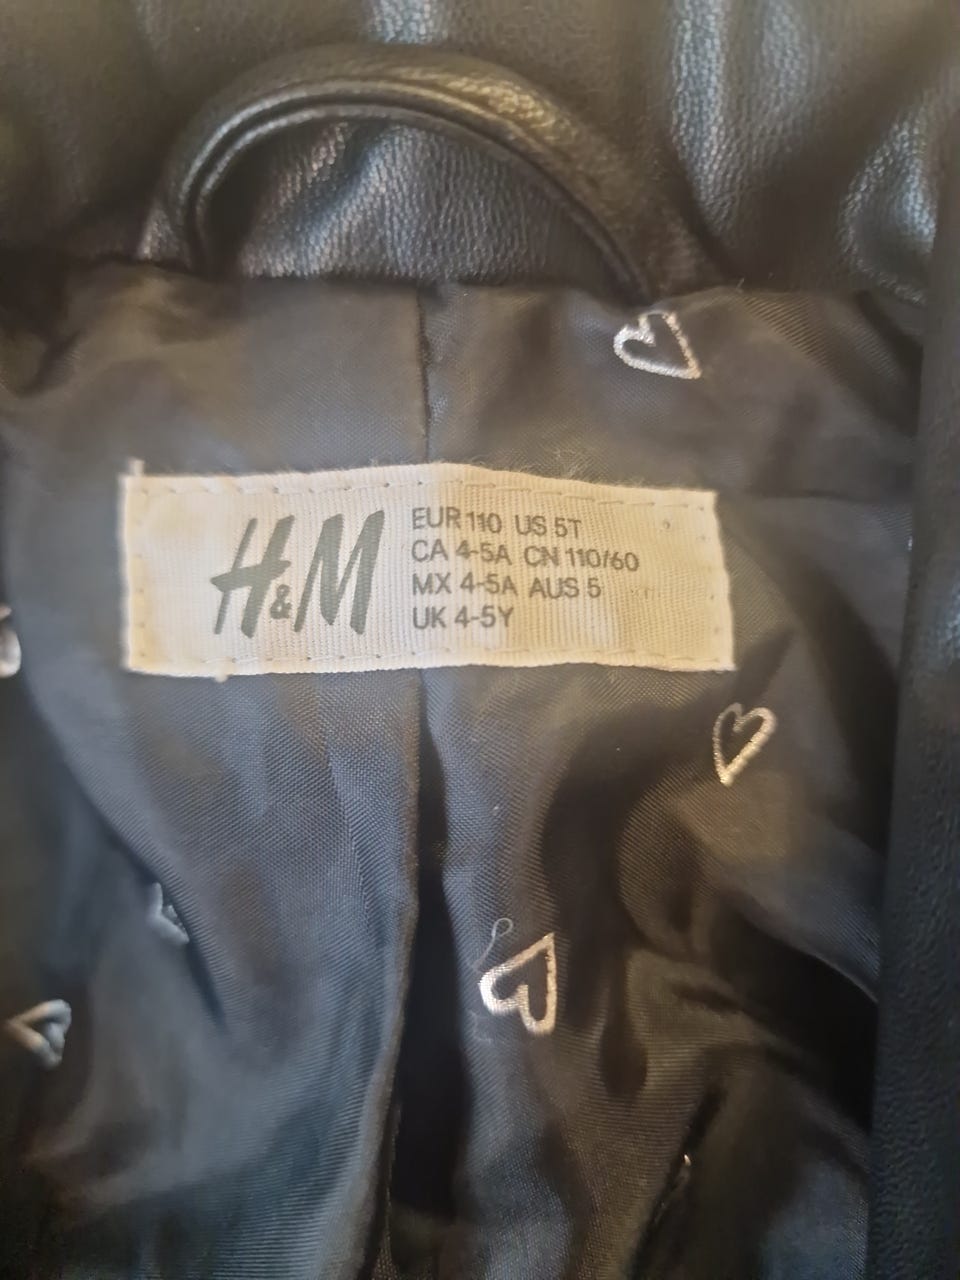 H&M
EUR 110 US 5T
CA 4-5A CN 110/60
MX 4-5A AUS 5
UK 4-5Y